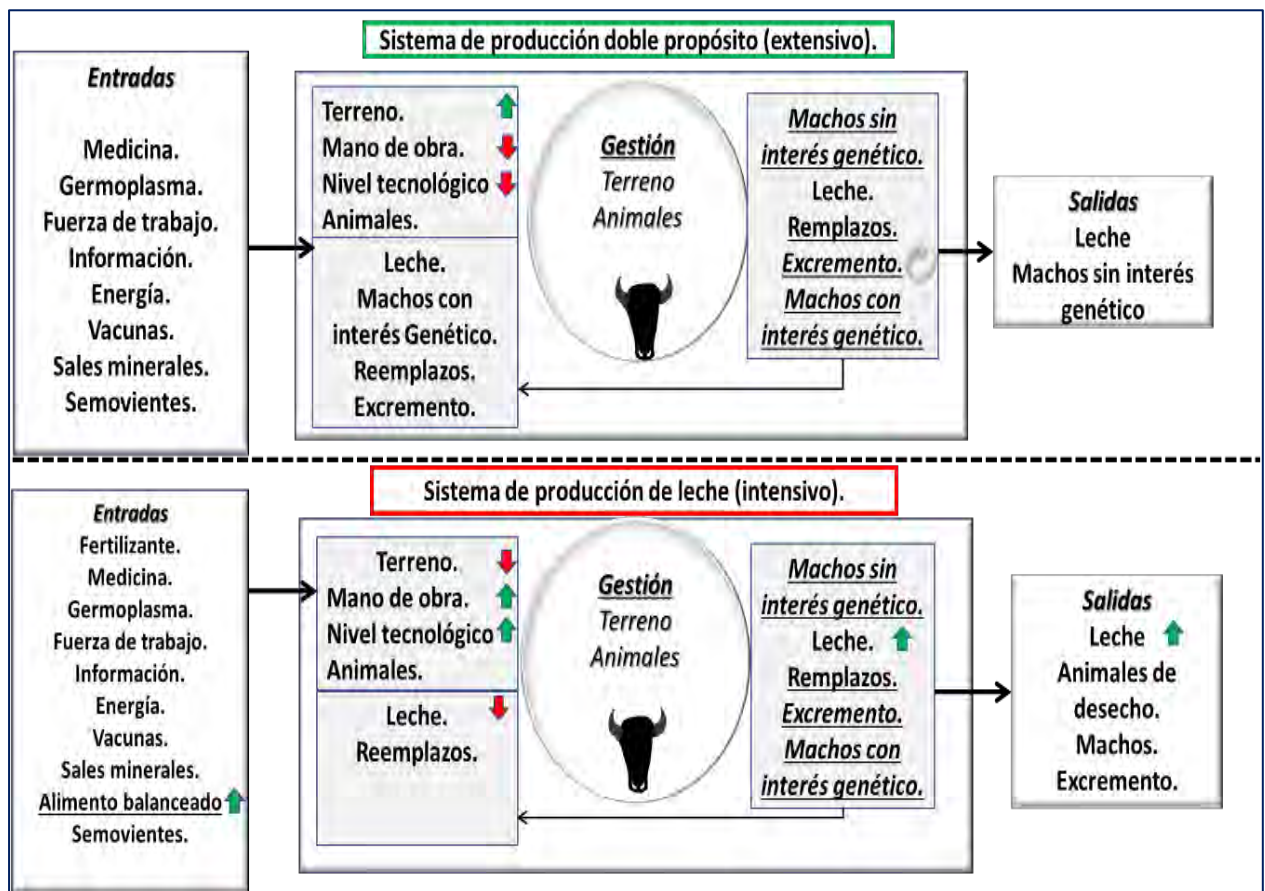 Sistema de producción doble propósito (extensivo).
Entradas
Medicina.
Germoplasma.
Fuerza de trabajo.
Información.
Energía.
Vacunas.
Sales minerales.
Semovientes.
Terreno.
Mano de obra.
Nivel tecnológico
Animales.
Leche.
Machos con
interés Genético.
Reemplazos.
Excremento.
Gestión
Terreno
Animales
Machos sin
interés genético.
Leche.
Remplazos.
Excremento.
Machos con
interés genético.
Salidas
Leche
Machos sin interés
genético
Sistema de producción de leche (intensivo).
Entradas
Fertilizante.
Medicina.
Germoplasma.
Fuerza de trabajo.
Información.
Energía.
Vacunas.
Sales minerales.
Alimento balanceado
Semovientes.
Terreno.
Mano de obra.
Nivel tecnológico
Animales.
Leche.
Reemplazos.
Gestión
Terreno
Animales
Machos sin
interés genético.
Leche.
Remplazos.
Excremento.
Machos con
interés genético.
Salidas
Leche
Animales de
desecho.
Machos.
Excremento.